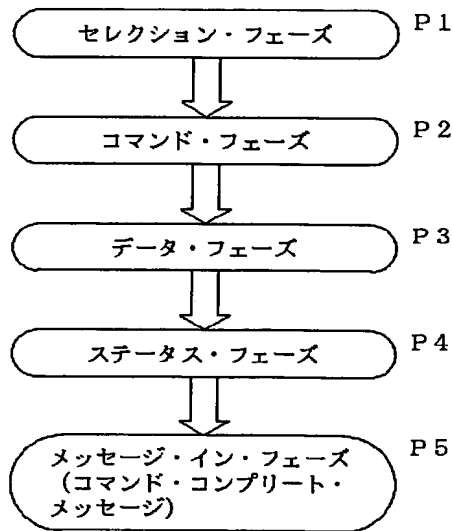 セレクション・フェーズ P1
コマンド・フェーズ P2
データ・フェーズ P3
ステータス・フェーズ P4
メッセージ・イン・フェーズ P5
(コマンド・コンプリート・
メッセージ)